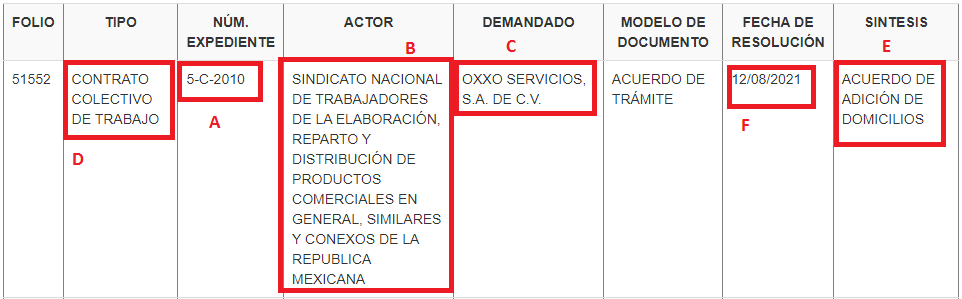 FOLIO
TIPO
NÚM.
EXPEDIENTE
ACTOR
B
DEMANDADO
C
MODELO DE
DOCUMENTO
FECHA DE
RESOLUCIÓN
SINTESIS
E
51552
CONTRATO
COLECTIVO
DE TRABAJO
D
5-C-2010
A
SINDICATO NACIONAL
DE TRABAJADORES
DE LA ELABORACIÓN,
REPARTO Y
DISTRIBUCIÓN DE
PRODUCTOS
COMERCIALES EN
GENERAL, SIMILARES
Y CONEXOS DE LA
REPUBLICA
MEXICANA
OXXO SERVICIOS,
S.A. DE C.V.
ACUERDO DE
TRÁMITE
12/08/2021
F
ACUERDO DE
ADICIÓN DE
DOMICILIOS